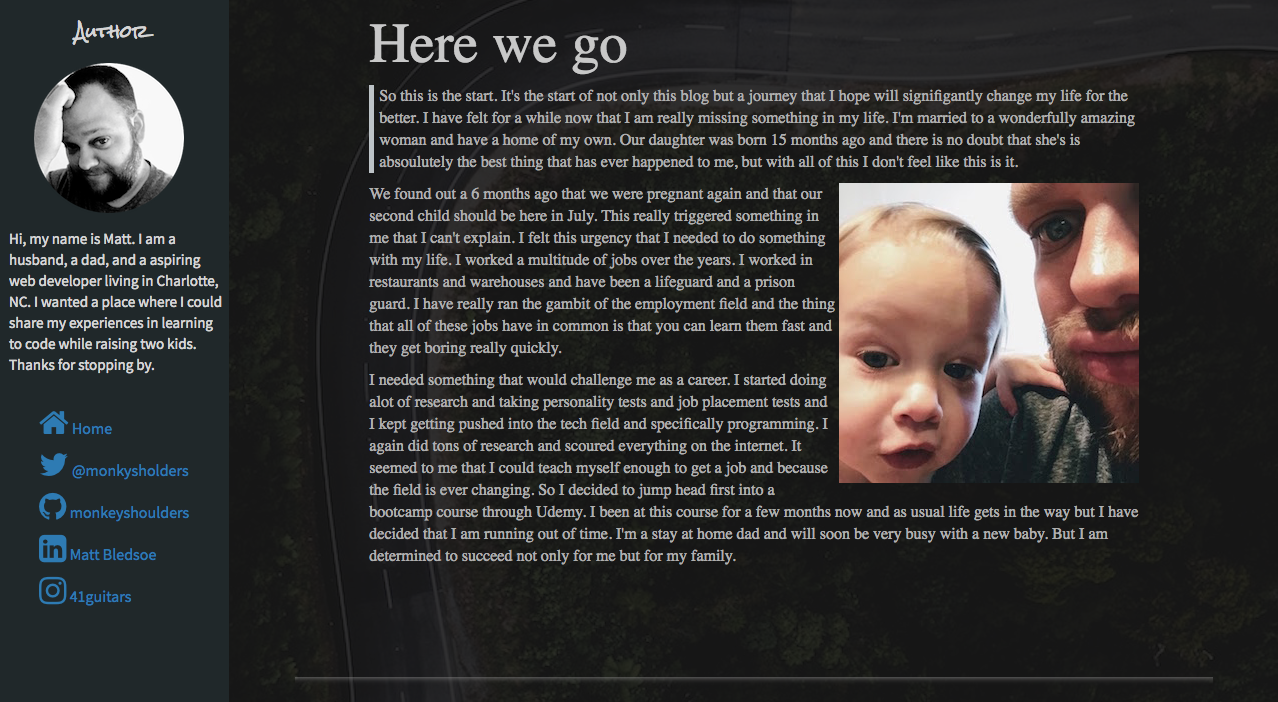 Author
Hi, my name is Matt. I am a
husband, a dad, and a aspiring
web developer living in Charlotte,
NC. I wanted a place where I could
share my experiences in learning
to code while raising two kids.
Thanks for stopping by.
Home
@monkysholders
monkeyshoulders
Matt Bledsoe
41guitars
Here we go
So this is the start. It's the start of not only this blog but a journey that I hope will signifigantly change my life for the
better. I have felt for a while now that I am really missing something in my life. I'm married to a wonderfully amazing
woman and have a home of my own. Our daughter was born 15 months ago and there is no doubt that she's is
absoulutely the best thing that has ever happened to me, but with all of this I don't feel like this is it.
We found out a 6 months ago that we were pregnant again and that our
second child should be here in July. This really triggered something in
me that I can't explain. I felt this urgency that I needed to do something
with my life. I worked a multitude of jobs over the years. I worked in
restaurants and warehouses and have been a lifeguard and a prison
guard. I have really ran the gambit of the employment field and the thing
that all of these jobs have in common is that you can learn them fast and
they get boring really quickly.
I needed something that would challenge me as a career. I started doing
alot of research and taking personality tests and job placement tests and
I kept getting pushed into the tech field and specifically programming. I
again did tons of research and scoured everything on the internet. It
seemed to me that I could teach myself enough to get a job and because
the field is ever changing. So I decided to jump head first into a
bootcamp course through Udemy. I been at this course for a few months now and as usual life gets in the way but I have
decided that I am running out of time. I'm a stay at home dad and will soon be very busy with a new baby. But I am
determined to succeed not only for me but for my family.